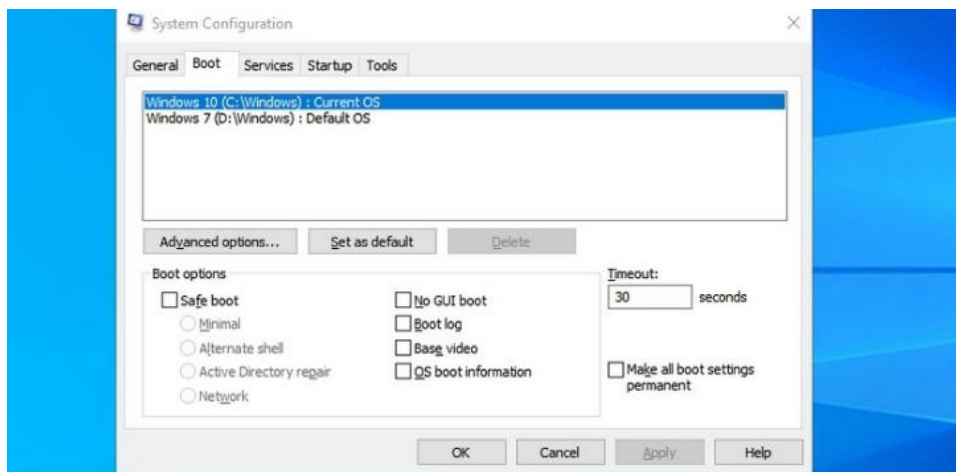 System Configuration
General Boot Services Startup Tools
Windows 10 (C:\Windows) : Current OS
Windows 7 (D:\Windows) : Default OS
Advanced options... Set as default Delete
Boot options
Timeout:
Safe boot No GUI boot 30 seconds
Minimal Boot log
Alternate shell Base video
Active Directory repair OS boot information Make all boot settings
permanent
Network
OK Cancel Apply Help